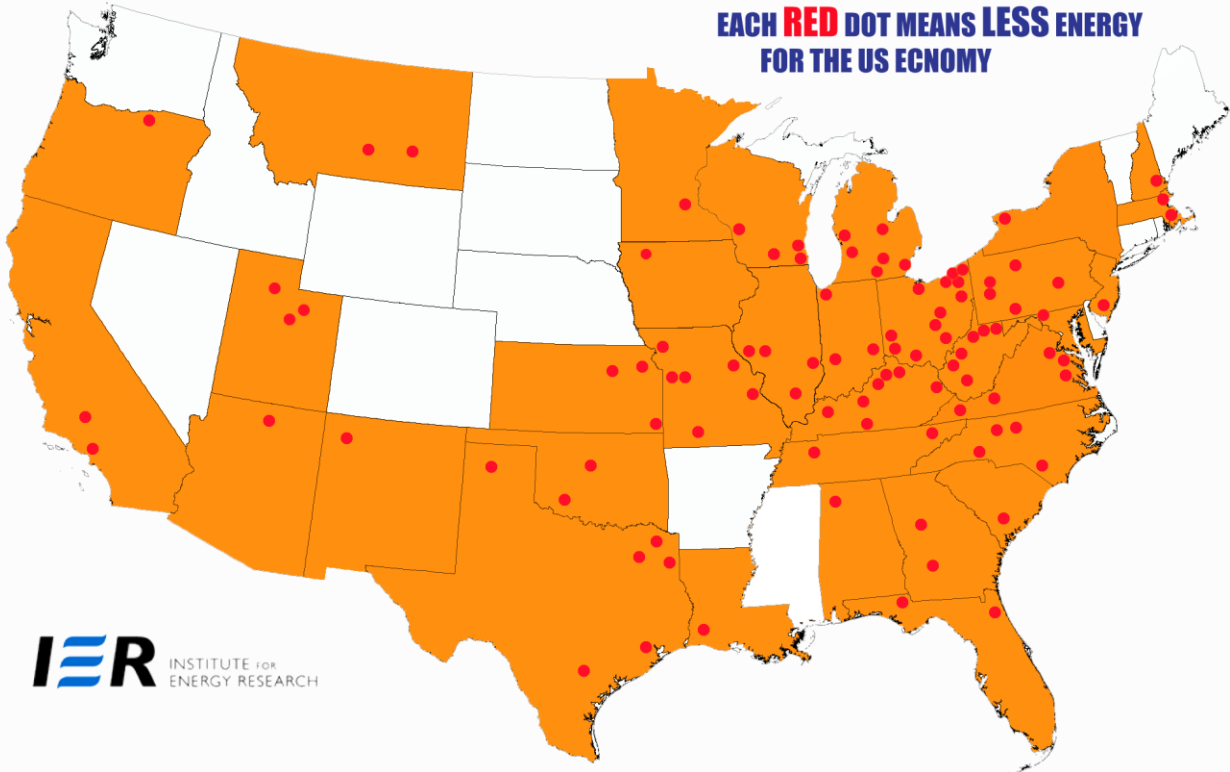 EACH RED DOT MEANS LESS ENERGY
FOR THE US ECNOMY
IER
INSTITUTE FOR
ENERGY RESEARCH